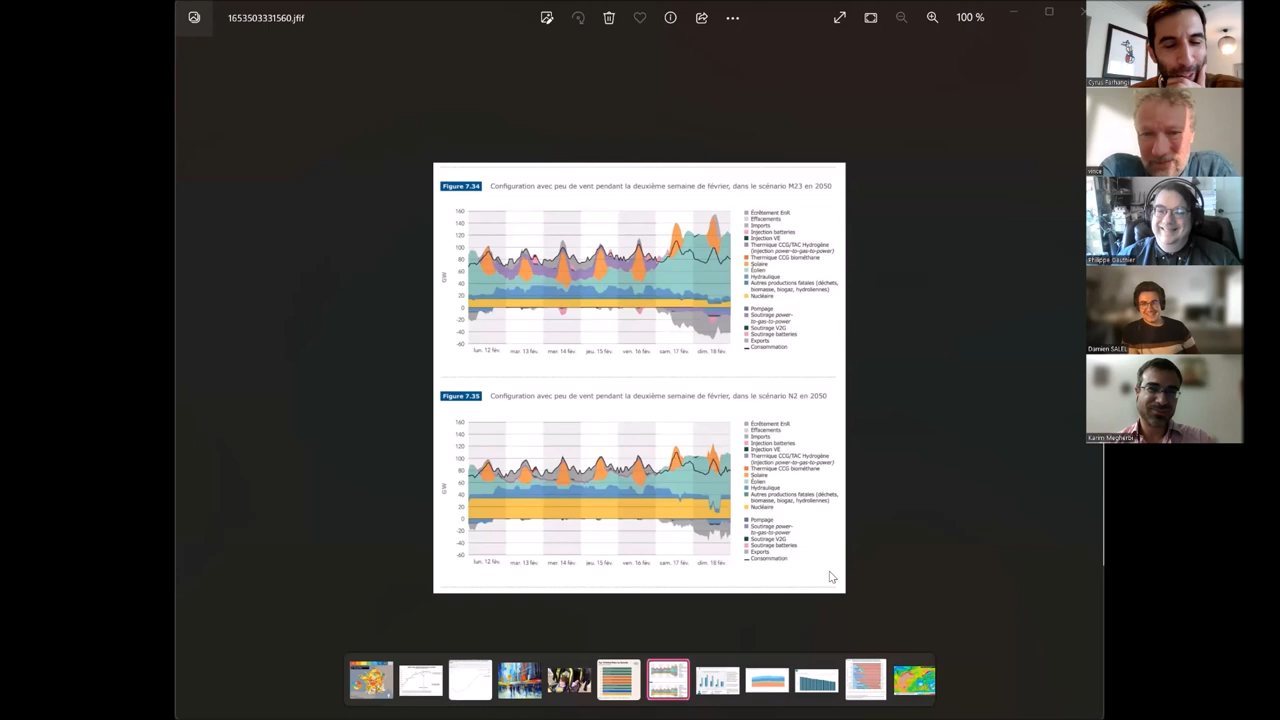 1653503331560.jfif
100 %
Figure 7.34
Configuration avec peu de vent pendant la deuxième semaine de février, dans le scénario M23 en 2050
160
140
120
100
80
60
40
20
0
-20
-40
-60
GW
lun. 12 fév.
mar. 13 fév.
mer. 14 fév.
jeu. 15 fév.
ven. 16 fév.
sam. 17 fév.
dim. 18 fév.
Écrêtement EnR
Effacements
Imports
Injection batteries
Injection VE
Thermique CCG/TAC Hydrogène
(injection power-to-gas-to-power)
Thermique CCG biométhane
Solaire
Éolien
Hydraulique
Autres productions fatales (déchets,
biomasse, biogaz, hydroliennes)
Nucléaire
Pompage
Soutirage power-
to-gas-to-power
Soutirage V2G
Soutirage batteries
Exports
Consommation
Figure 7.35
Configuration avec peu de vent pendant la deuxième semaine de février, dans le scénario N2 en 2050
160
140
120
100
80
60
40
20
0
-20
-40
-60
GW
lun. 12 fév.
mar. 13 fév.
mer. 14 fév.
jeu. 15 fév.
ven. 16 fév.
sam. 17 fév.
dim. 18 fév.
Écrêtement EnR
Effacements
Imports
Injection batteries
Injection VE
Thermique CCG/TAC Hydrogène
(injection power-to-gas-to-power)
Thermique CCG biométhane
Solaire
Éolien
Hydraulique
Autres productions fatales (déchets,
biomasse, biogaz, hydroliennes)
Nucléaire
Pompage
Soutirage power-
to-gas-to-power
Soutirage V2G
Soutirage batteries
Exports
Consommation
Cyrus Farhangi
vince
Philippe Gauthier
Damien SALEL
Karim Megherbi